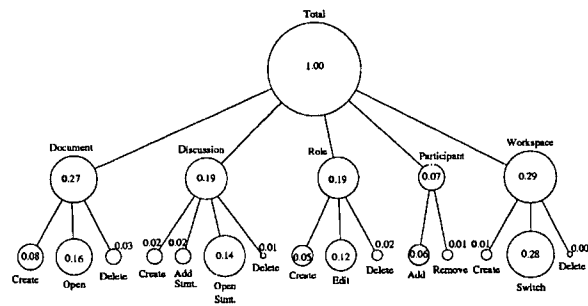 Total
1.00
Document Discussion Role Participant Workspace
0.27 0.19 0.19 0.07 0.29
0.08 0.16 0.03 0.02 0.02 0.14 0.01 0.05 0.12 0.02 0.06 0.01 0.01 0.28 0.00
Create Open Delete Create Add Stmt. Open Stmt. Delete Create Edit Delete Add Remove Create Switch Delete